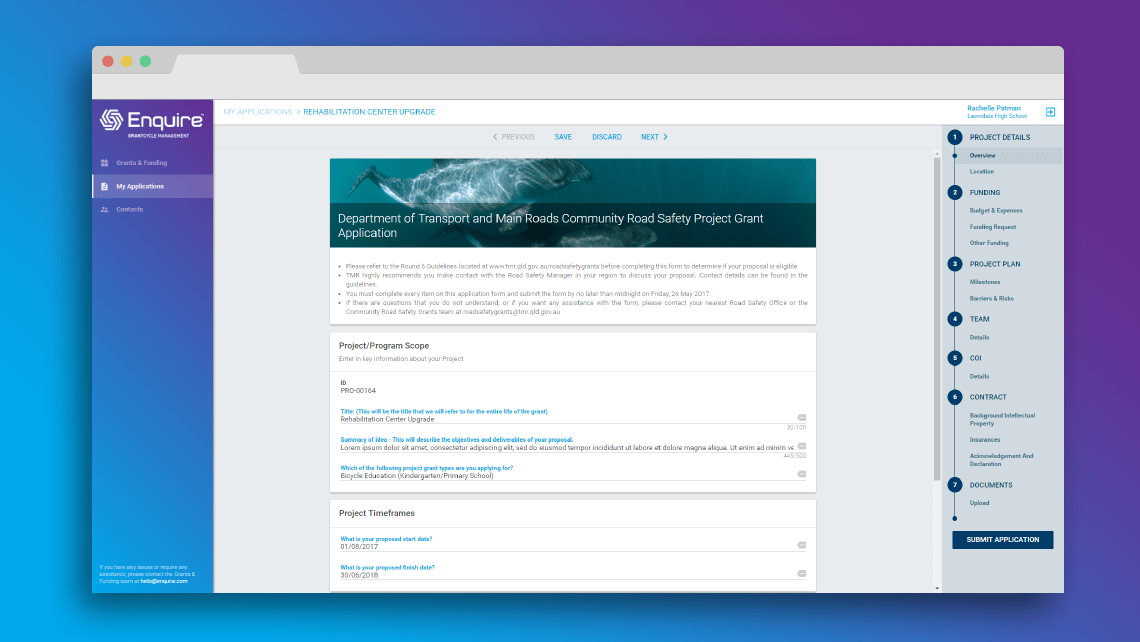 Enquire
GRANTCYCLE MANAGEMENT
Grants & Funding
My Applications
Contacts
If you have any issues or require any
assistance, please contact the Grants &
Funding team at hello@enquire.com
MY APPLICATIONS > REHABILITATION CENTER UPGRADE
Rachelle Patman
Lawndale High School
< PREVIOUS SAVE DISCARD NEXT >
Department of Transport and Main Roads Community Road Safety Project Grant
Application
• Please refer to the Round 6 Guidelines located at www.tmr.qld.gov.au/roadsafetygrants before completing this form to determine if your proposal is eligible.
• TMR highly recommends you make contact with the Road Safety Manager in your region to discuss your proposal. Contact details can be found in the
guidelines.
• You must complete every item on this application form and submit the form by no later than midnight on Friday, 26 May 2017.
• If there are questions that you do not understand, or if you want any assistance with the form, please contact your nearest Road Safety Office or the
Community Road Safety Grants team at roadsafetygrants@tmr.qld.gov.au
Project/Program Scope
Enter in key information about your Project
ID
PRO-00164
Title: (This will be the title that we will refer to for the entire life of the grant)
Rehabilitation Center Upgrade
30/100
Summary of idea - This will describe the objectives and deliverables of your proposal.
Lorem ipsum dolor sit amet, consectetur adipiscing elit, sed do eiusmod tempor incididunt ut labore et dolore magna aliqua. Ut enim ad minim ve
445/500
Which of the following project grant types are you applying for?
Bicycle Education (Kindergarten/Primary School)
Project Timeframes
What is your proposed start date?
01/08/2017
What is your proposed finish date?
30/06/2018
1 PROJECT DETAILS
Overview
Location
2 FUNDING
Budget & Expenses
Funding Request
Other Funding
3 PROJECT PLAN
Milestones
Barriers & Risks
4 TEAM
Details
5 COI
Details
6 CONTRACT
Background Intellectual
Property
Insurances
Acknowledgement And
Declaration
7 DOCUMENTS
Upload
SUBMIT APPLICATION